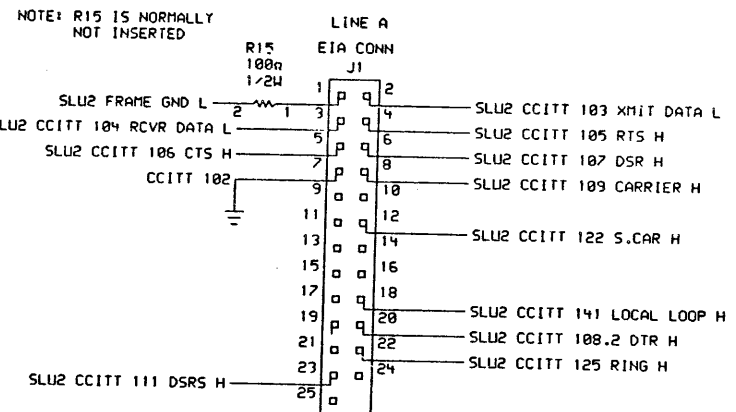 NOTE: R15 IS NORMALLY
NOT INSERTED
LINE A
EIA CONN
J1
R15
100Ω
1/2W
1 2
SLU2 FRAME GND L 2 1 3 4 SLU2 CCITT 103 XMIT DATA L
LU2 CCITT 104 RCVR DATA L 5 6 SLU2 CCITT 105 RTS H
SLU2 CCITT 106 CTS H 7 8 SLU2 CCITT 107 DSR H
CCITT 102 9 10 SLU2 CCITT 109 CARRIER H
11 12
13 14 SLU2 CCITT 122 S.CAR H
15 16
17 18
19 20 SLU2 CCITT 141 LOCAL LOOP H
21 22 SLU2 CCITT 108.2 DTR H
23 24 SLU2 CCITT 125 RING H
SLU2 CCITT 111 DSRS H 25